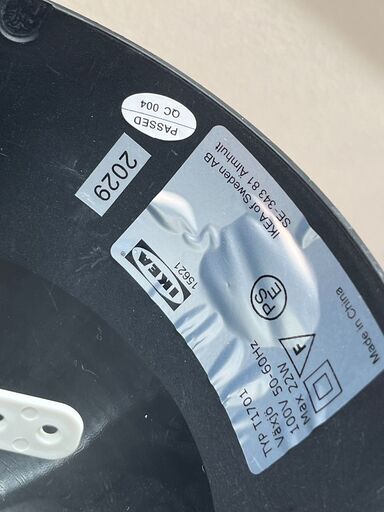 PASSED
QC 004
2029
IKEA of Sweden AB
SE-343 81 Älmhult
IKEA
15621
PSE
TYP T1701
Växjö
100V 50-60Hz
Max. 22W
F
Made in China